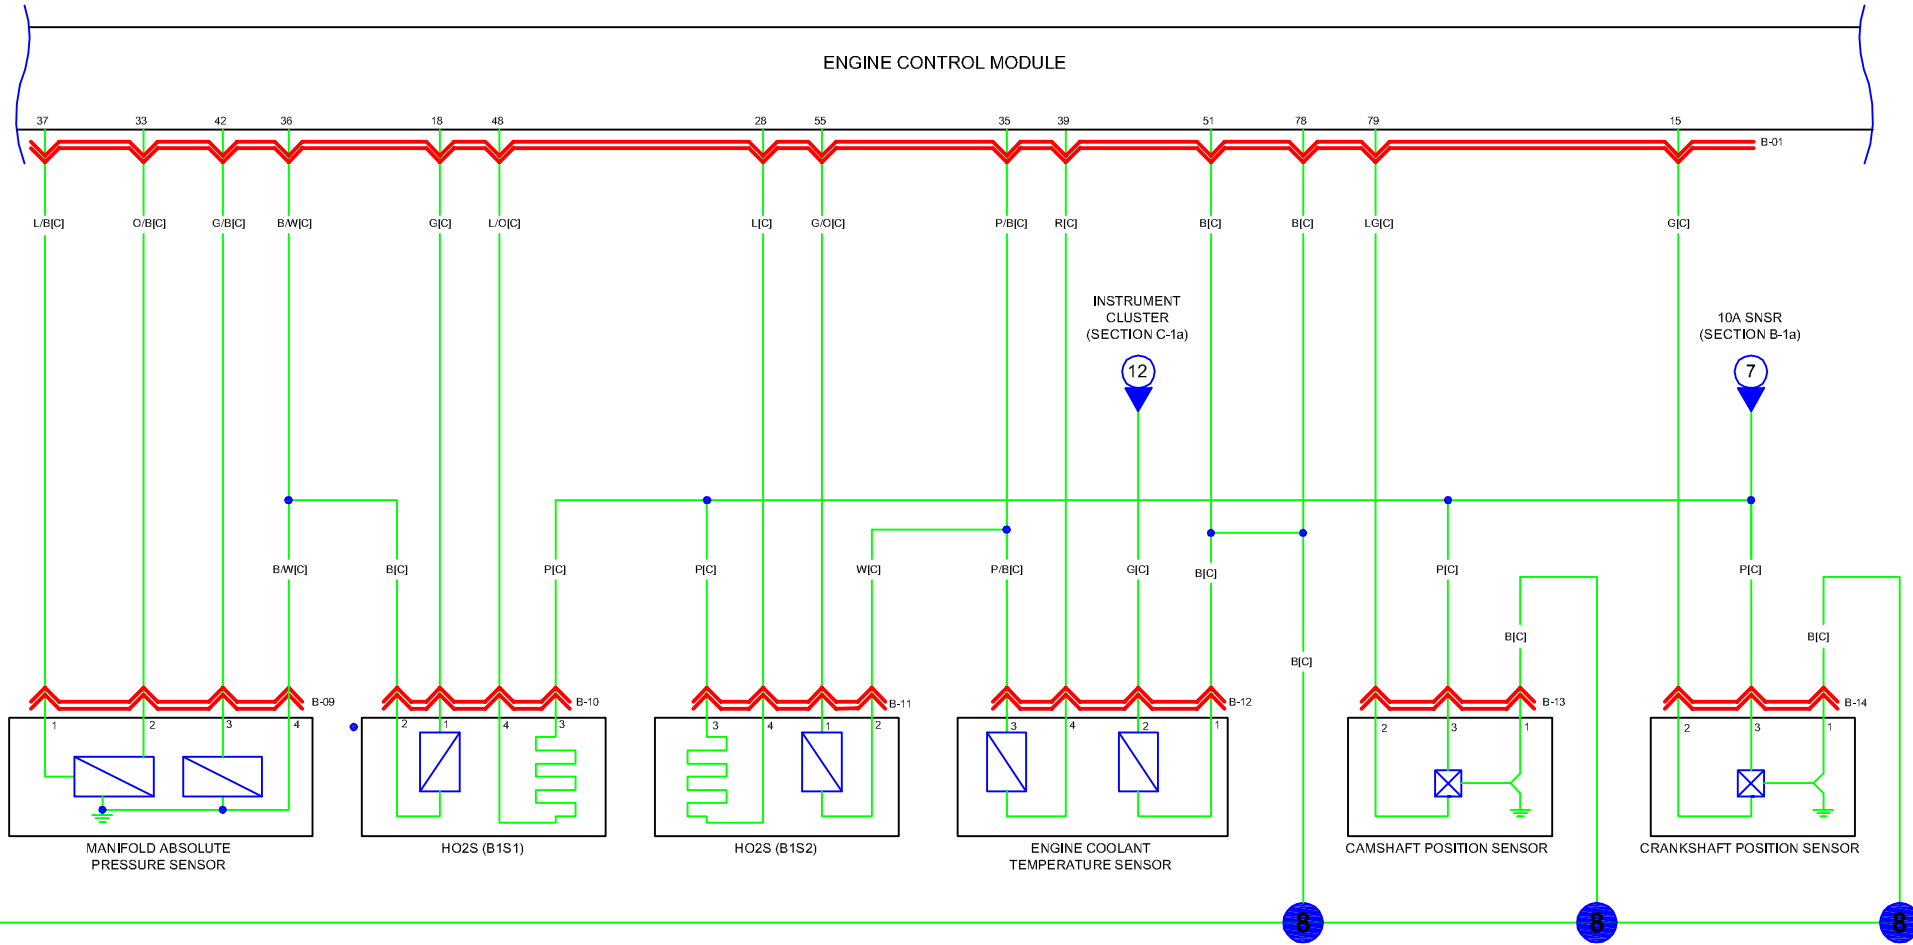 ENGINE CONTROL MODULE
37 33 42 36 18 48 28 55 35 39 51 78 79 15
B-01
L/B[C] O/B[C] G/B[C] B/W[C] G[C] L/O[C] L[C] G/O[C] P/B[C] R[C] B[C] B[C] LG[C] G[C]
INSTRUMENT
CLUSTER
(SECTION C-1a)
12
10A SNSR
(SECTION B-1a)
7
B/W[C] B[C] P[C] P[C] W[C] P/B[C] G[C] B[C] P[C] P[C]
B[C] B[C]
B[C]
B-09 B-10 B-11 B-12 B-13 B-14
1 2 3 4 2 1 4 3 3 4 1 2 3 4 2 1 2 3 1 2 3 1
MANIFOLD ABSOLUTE
PRESSURE SENSOR
HO2S (B1S1)
HO2S (B1S2)
ENGINE COOLANT
TEMPERATURE SENSOR
CAMSHAFT POSITION SENSOR
CRANKSHAFT POSITION SENSOR
8 8 8